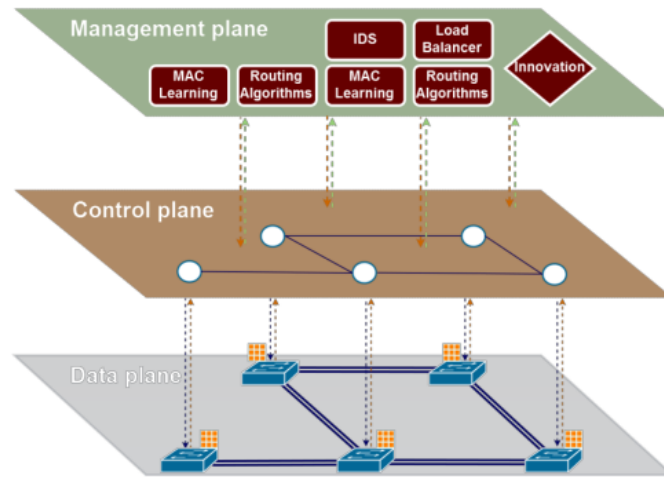 Management plane
IDS
Load
Balancer
MAC
Learning
Routing
Algorithms
MAC
Learning
Routing
Algorithms
Innovation
Control plane
Data plane